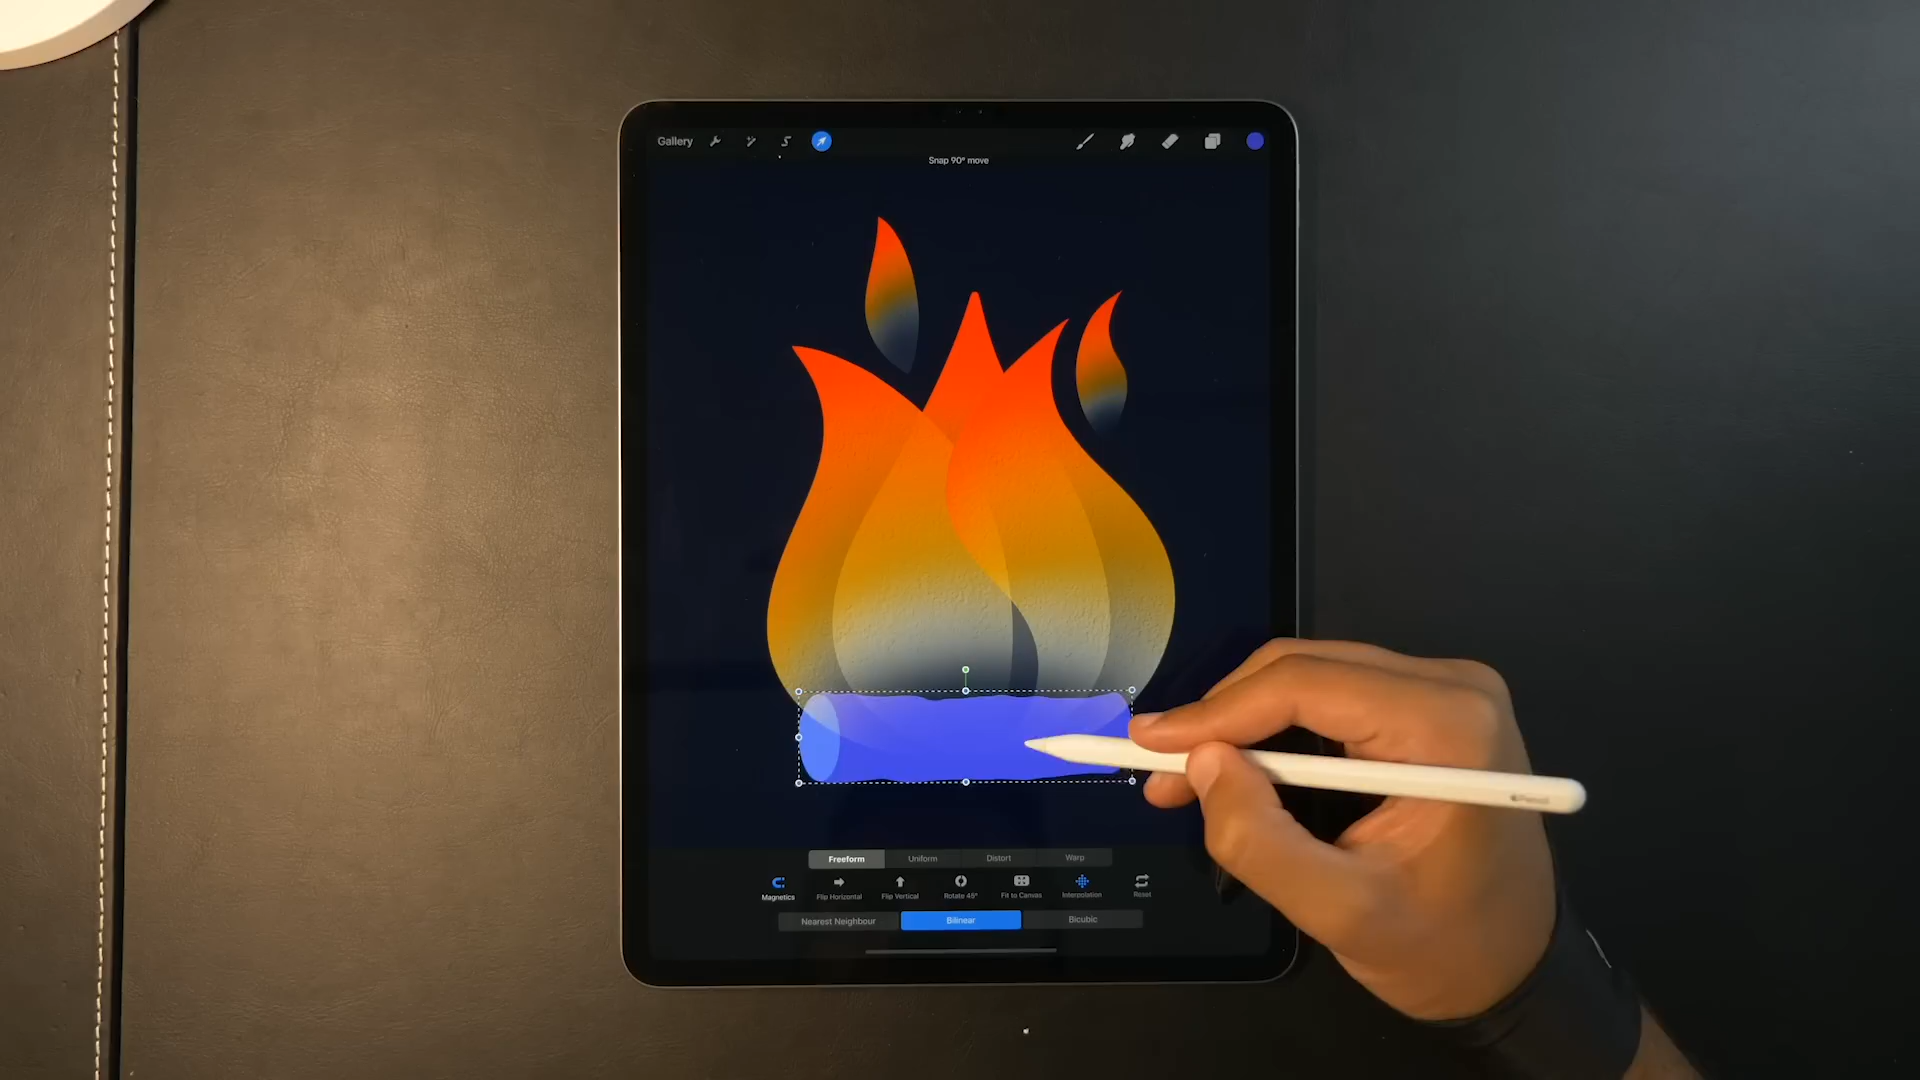 Gallery
Snap 90° move
Freeform Uniform Distort Warp
Magnetics Flip Horizontal Flip Vertical Rotate 45° Fit to Canvas Interpolation Reset
Nearest Neighbour Bilinear Bicubic
Pencil